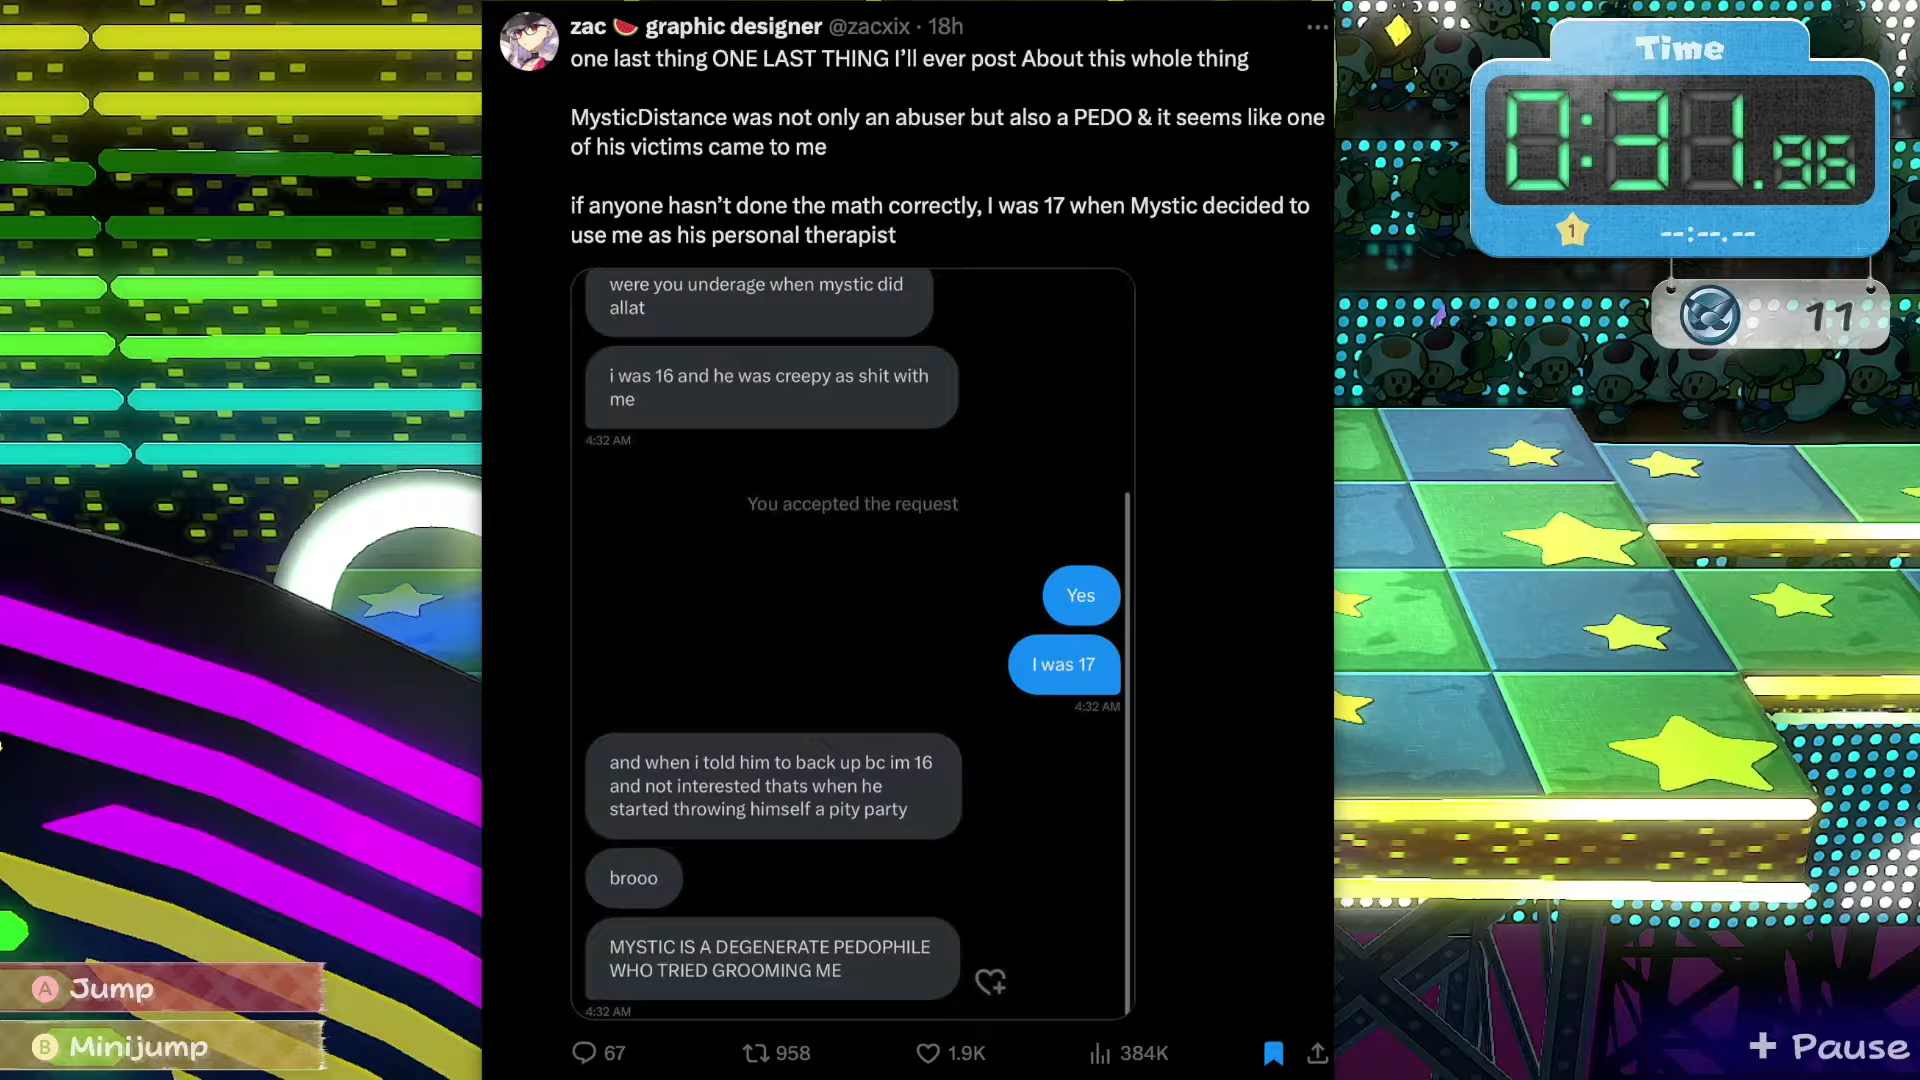 zac 🍉 graphic designer @zacxix · 18h
one last thing ONE LAST THING I'll ever post About this whole thing
MysticDistance was not only an abuser but also a PEDO & it seems like one
of his victims came to me
if anyone hasn't done the math correctly, I was 17 when Mystic decided to
use me as his personal therapist
were you underage when mystic did
allat
i was 16 and he was creepy as shit with
me
4:32 AM
You accepted the request
Yes
I was 17
4:32 AM
and when i told him to back up bc im 16
and not interested thats when he
started throwing himself a pity party
brooo
MYSTIC IS A DEGENERATE PEDOPHILE
WHO TRIED GROOMING ME
4:32 AM
67 958 1.9K 384K
Time
0:31.96
1 --:--.--
11
A Jump
B Minijump
+ Pause